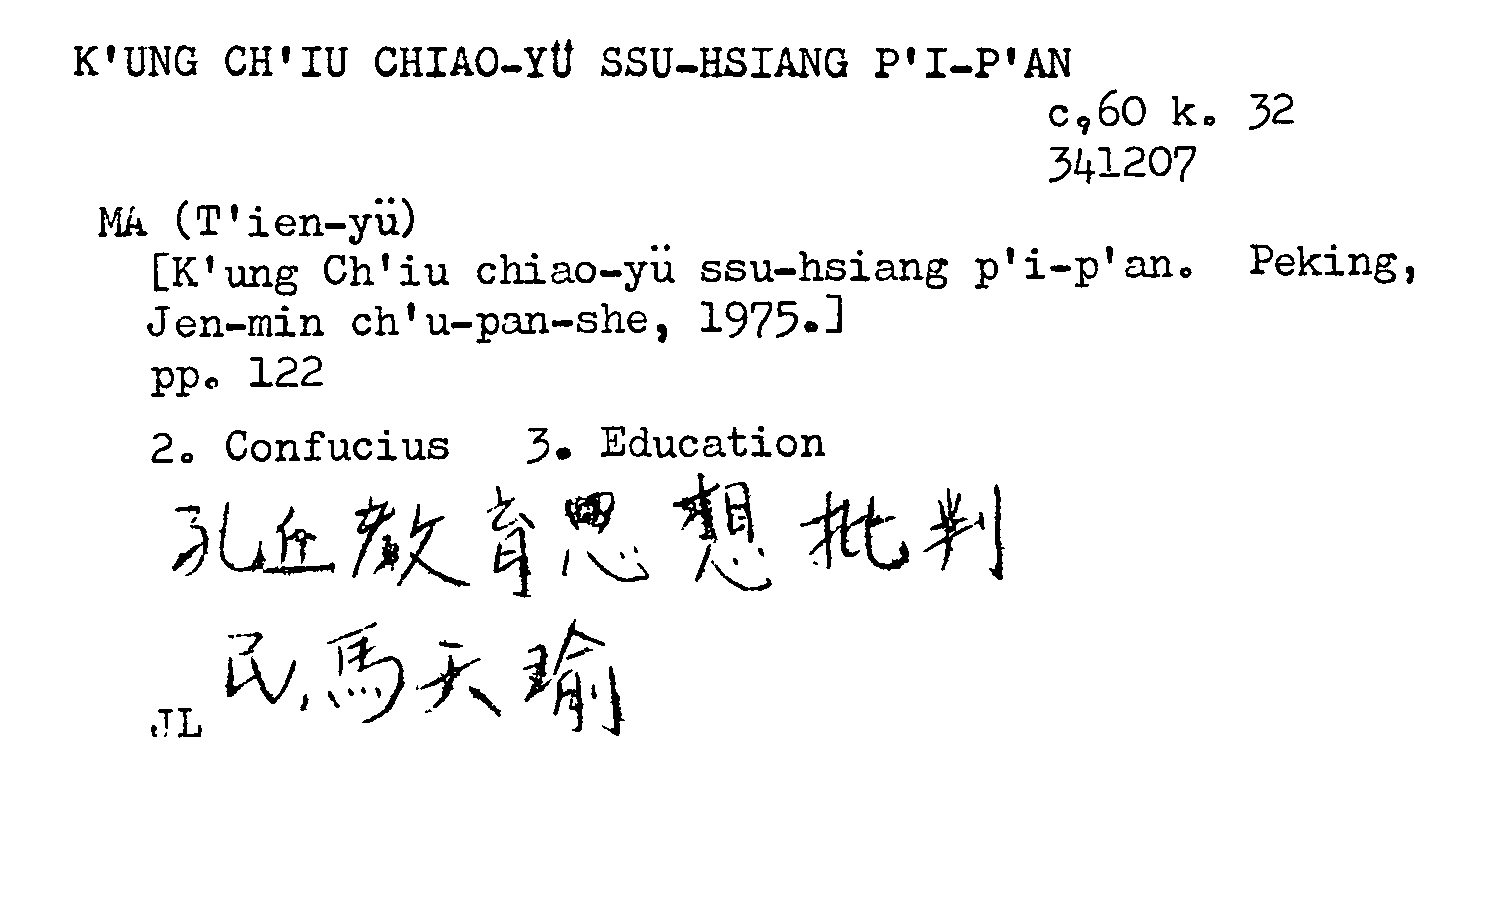 K'UNG CH'IU CHIAO-YÜ SSU-HSIANG P'I-P'AN
c,60 k. 32
341207
MA (T'ien-yü)
[K'ung Ch'iu chiao-yü ssu-hsiang p'i-p'an. Peking,
Jen-min ch'u-pan-she, 1975.]
pp. 122
2. Confucius 3. Education
孔丘教育思想批判
民,馬天瑜
JL